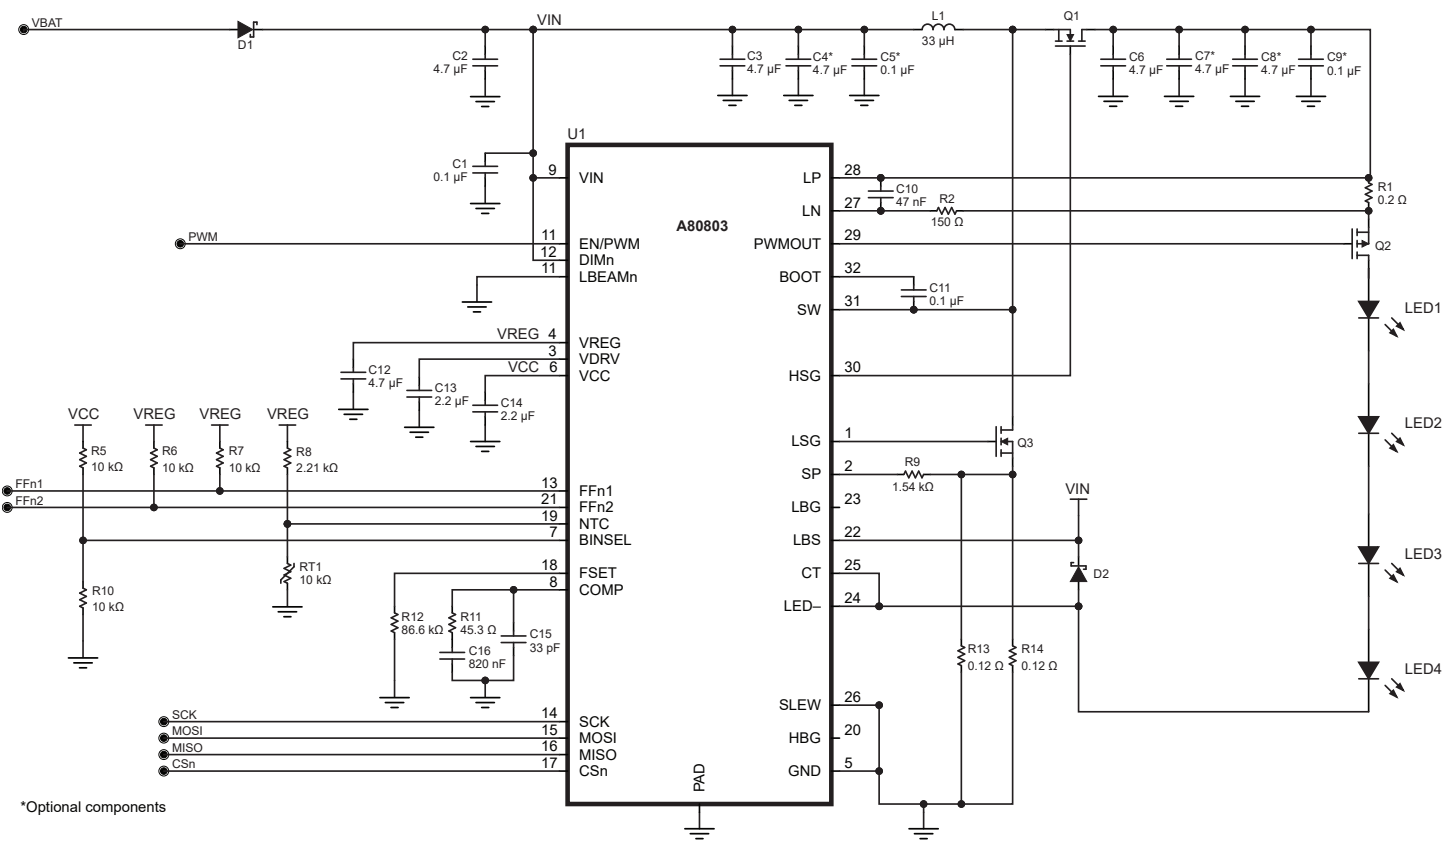 VBAT
D1
VIN
C2
4.7 µF
C3
4.7 µF
C4*
4.7 µF
C5*
0.1 µF
L1
33 µH
Q1
C6
4.7 µF
C7*
4.7 µF
C8*
4.7 µF
C9*
0.1 µF
U1
A80803
C1
0.1 µF
9 VIN
PWM
11 EN/PWM
12 DIMn
11 LBEAMn
VREG 4 VREG
3 VDRV
VCC 6 VCC
C12
4.7 µF
C13
2.2 µF
C14
2.2 µF
VCC
VREG
VREG
VREG
R5
10 kΩ
R6
10 kΩ
R7
10 kΩ
R8
2.21 kΩ
FFn1
13 FFn1
FFn2
21 FFn2
19 NTC
7 BINSEL
R10
10 kΩ
RT1
10 kΩ
18 FSET
8 COMP
R12
86.6 kΩ
R11
45.3 Ω
C16
820 nF
C15
33 pF
SCK
14 SCK
MOSI
15 MOSI
MISO
16 MISO
CSn
17 CSn
PAD
LP 28
LN 27
C10
47 nF
R2
150 Ω
R1
0.2 Ω
PWMOUT 29
Q2
BOOT 32
C11
0.1 µF
SW 31
HSG 30
LSG 1
Q3
SP 2
R9
1.54 kΩ
LBG 23
LBS 22
VIN
D2
CT 25
LED– 24
R13
0.12 Ω
R14
0.12 Ω
SLEW 26
HBG 20
GND 5
LED1
LED2
LED3
LED4
*Optional components